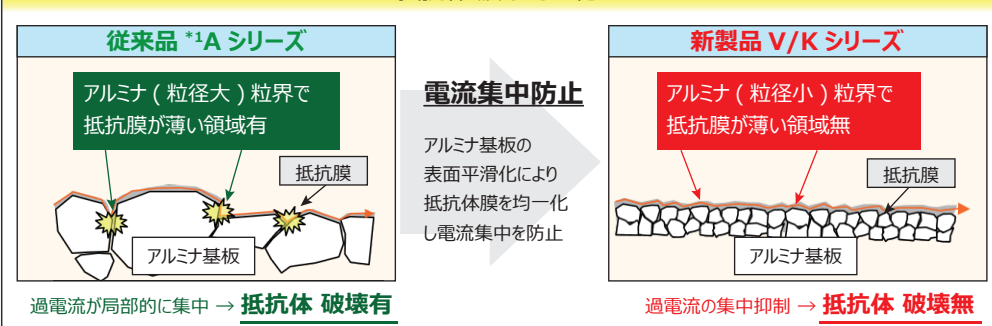 従来品 *1A シリーズ
アルミナ ( 粒径大 ) 粒界で
抵抗膜が薄い領域有
抵抗膜
アルミナ基板
過電流が局部的に集中 → 抵抗体 破壊有
電流集中防止
アルミナ基板の
表面平滑化により
抵抗体膜を均一化
し電流集中を防止
新製品 V/K シリーズ
アルミナ ( 粒径小 ) 粒界で
抵抗膜が薄い領域無
抵抗膜
アルミナ基板
過電流の集中抑制 → 抵抗体 破壊無